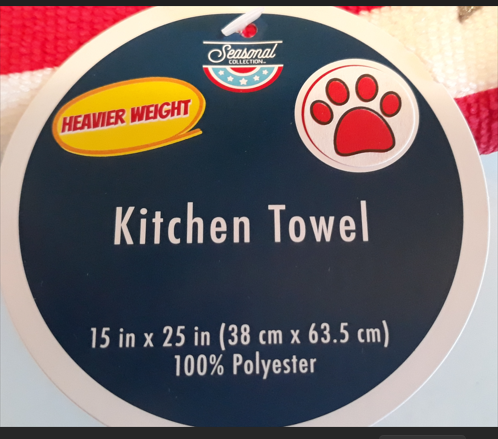 Seasonal
COLLECTION
HEAVIER WEIGHT
Kitchen Towel
15 in x 25 in (38 cm x 63.5 cm)
100% Polyester